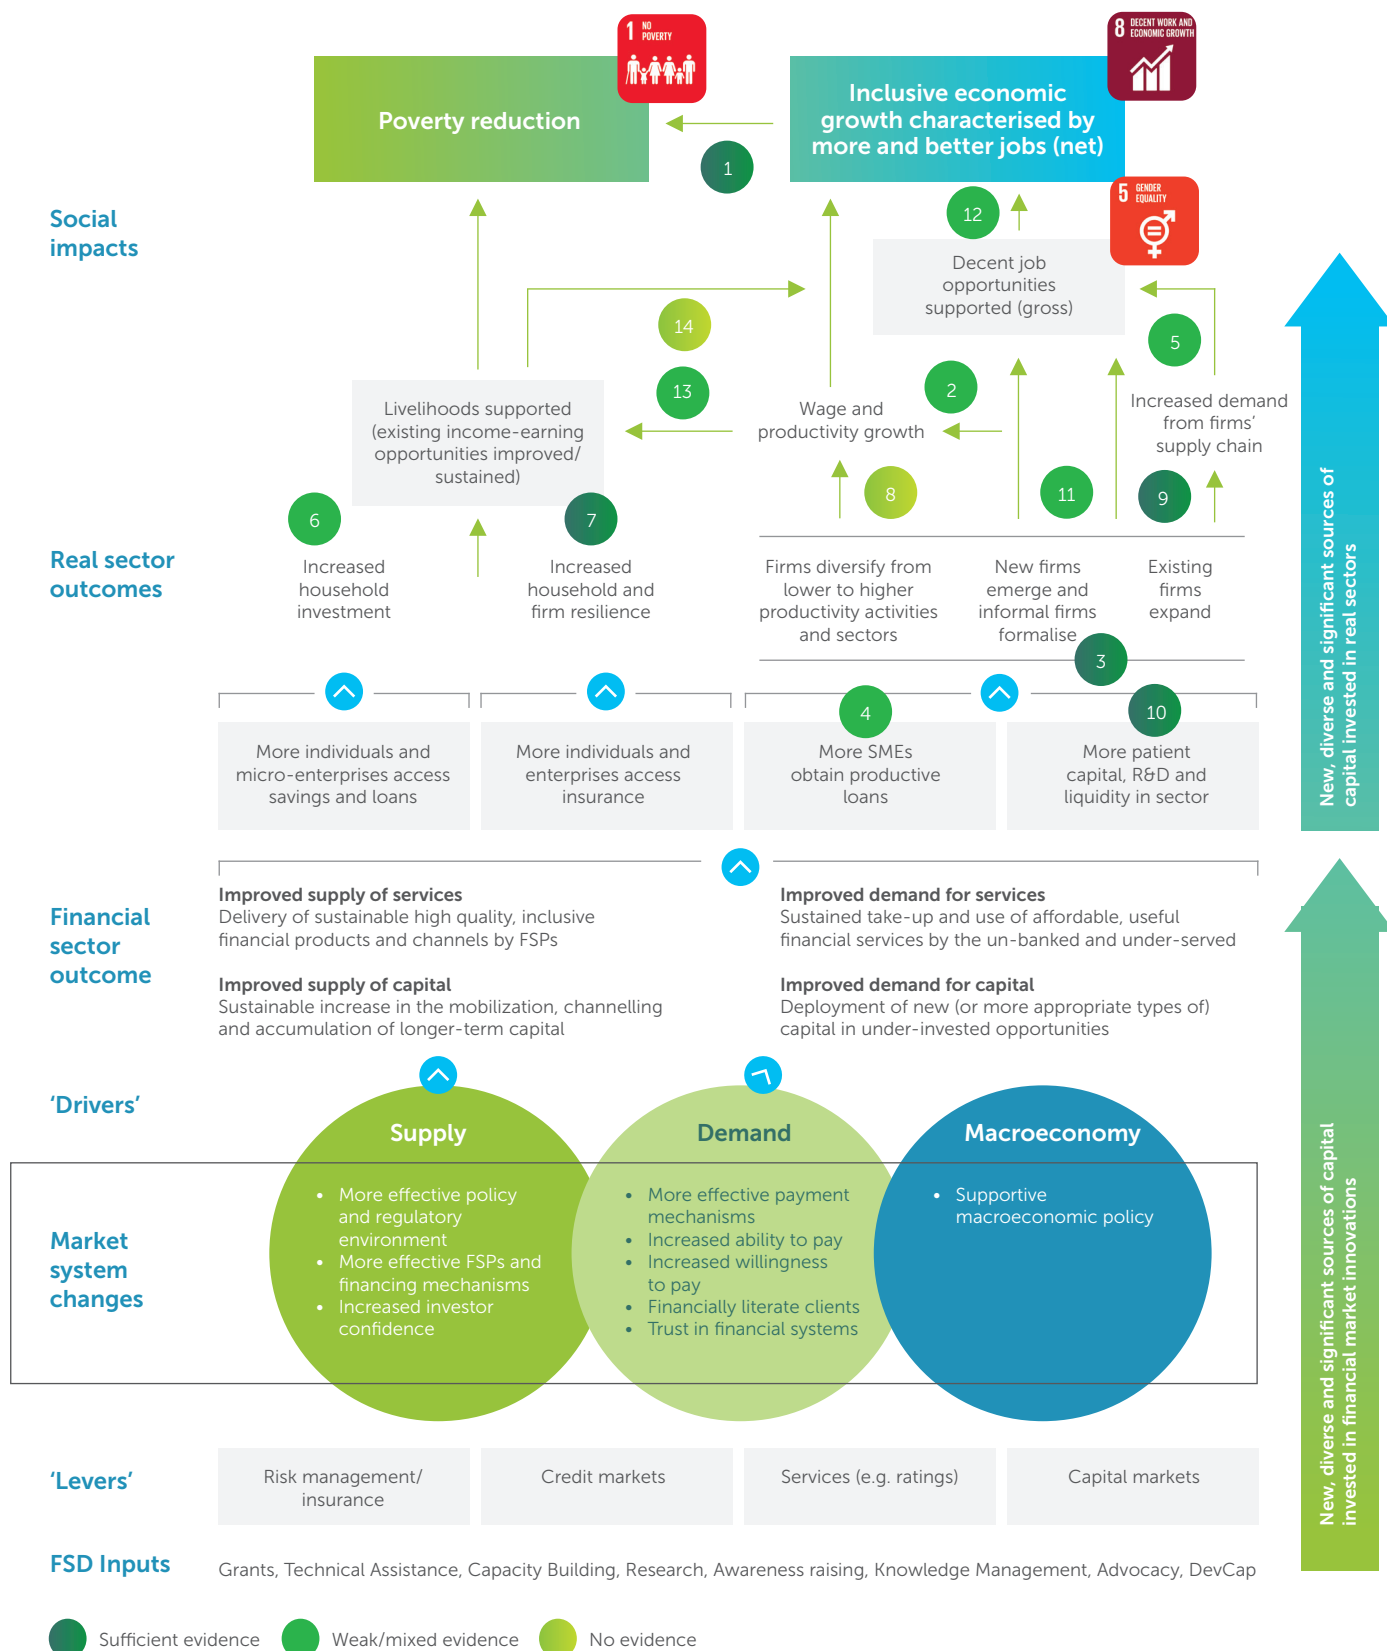 1 NO
POVERTY
8 DECENT WORK AND
ECONOMIC GROWTH
Poverty reduction
Inclusive economic
growth characterised by
more and better jobs (net)
1
5 GENDER
EQUALITY
Social
impacts
12
Decent job
opportunities
supported (gross)
14
5
13
2
Livelihoods supported
(existing income-earning
opportunities improved/
sustained)
Wage and
productivity growth
Increased demand
from firms'
supply chain
6
7
8
11
9
Real sector
outcomes
Increased
household
investment
Increased
household and
firm resilience
Firms diversify from
lower to higher
productivity activities
and sectors
New firms
emerge and
informal firms
formalise
Existing
firms
expand
3
4
10
More individuals and
micro-enterprises access
savings and loans
More individuals and
enterprises access
insurance
More SMEs
obtain productive
loans
More patient
capital, R&D and
liquidity in sector
New, diverse and significant sources of
capital invested in real sectors
Financial
sector
outcome
Improved supply of services
Delivery of sustainable high quality, inclusive
financial products and channels by FSPs
Improved demand for services
Sustained take-up and use of affordable, useful
financial services by the un-banked and under-served
Improved supply of capital
Sustainable increase in the mobilization, channelling
and accumulation of longer-term capital
Improved demand for capital
Deployment of new (or more appropriate types of)
capital in under-invested opportunities
'Drivers'
Supply
Demand
Macroeconomy
Market
system
changes
• More effective policy
and regulatory
environment
• More effective FSPs and
financing mechanisms
• Increased investor
confidence
• More effective payment
mechanisms
• Increased ability to pay
• Increased willingness
to pay
• Financially literate clients
• Trust in financial systems
• Supportive
macroeconomic policy
New, diverse and significant sources of capital
invested in financial market innovations
'Levers'
Risk management/
insurance
Credit markets
Services (e.g. ratings)
Capital markets
FSD Inputs
Grants, Technical Assistance, Capacity Building, Research, Awareness raising, Knowledge Management, Advocacy, DevCap
Sufficient evidence
Weak/mixed evidence
No evidence